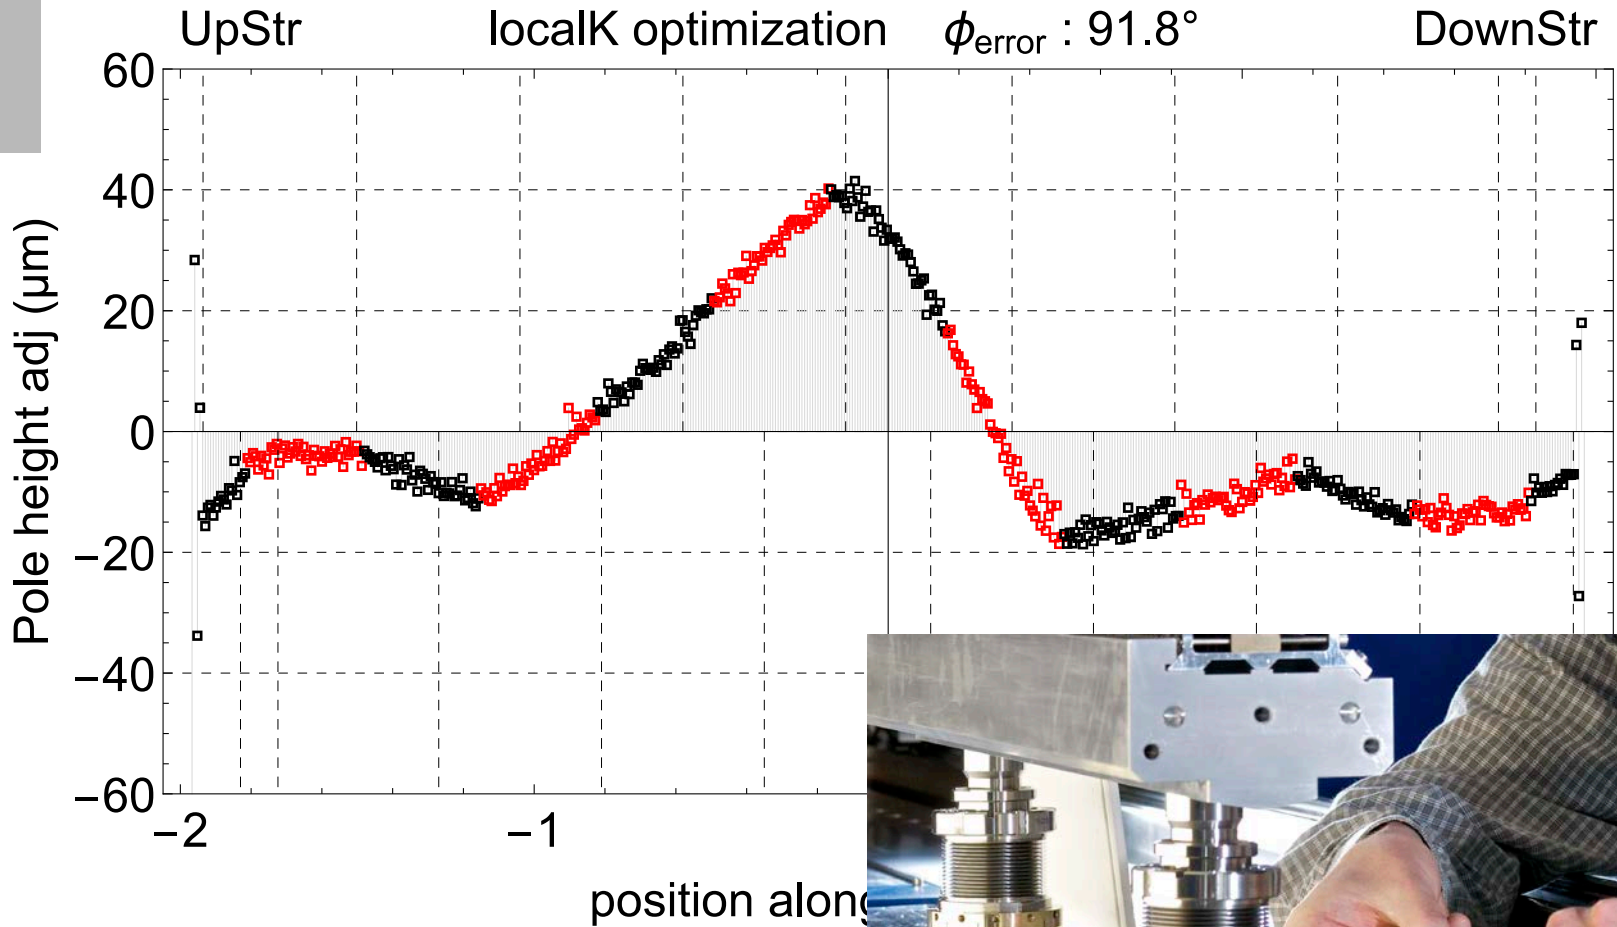 UpStr localK optimization ϕerror : 91.8° DownStr
60
40
20
0
−20
−40
−60
Pole height adj (μm)
−2 −1
position along